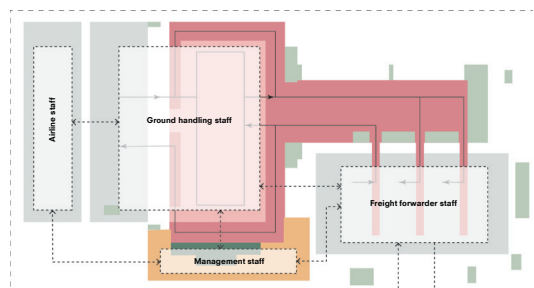 Airline staff
Ground handling staff
Freight forwarder staff
Management staff